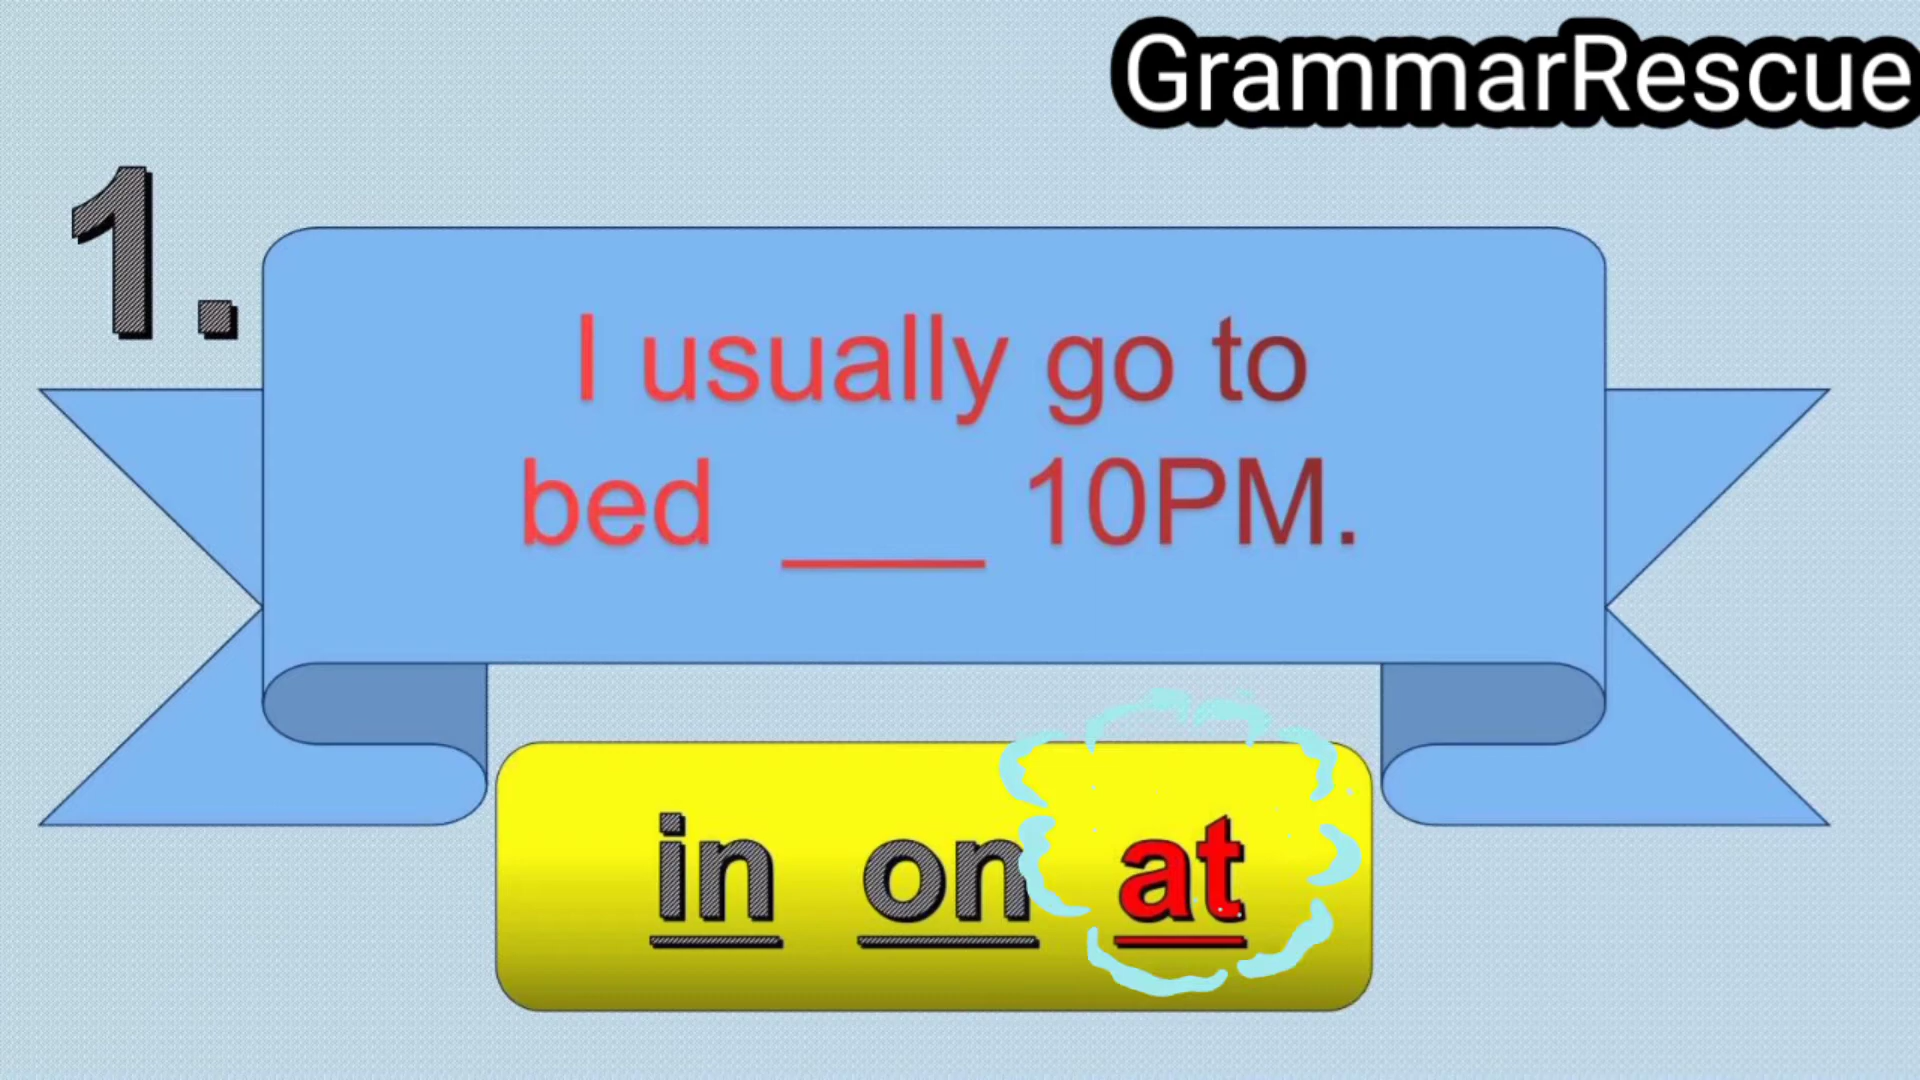 GrammarRescue
1.
I usually go to
bed ____ 10PM.
in on at